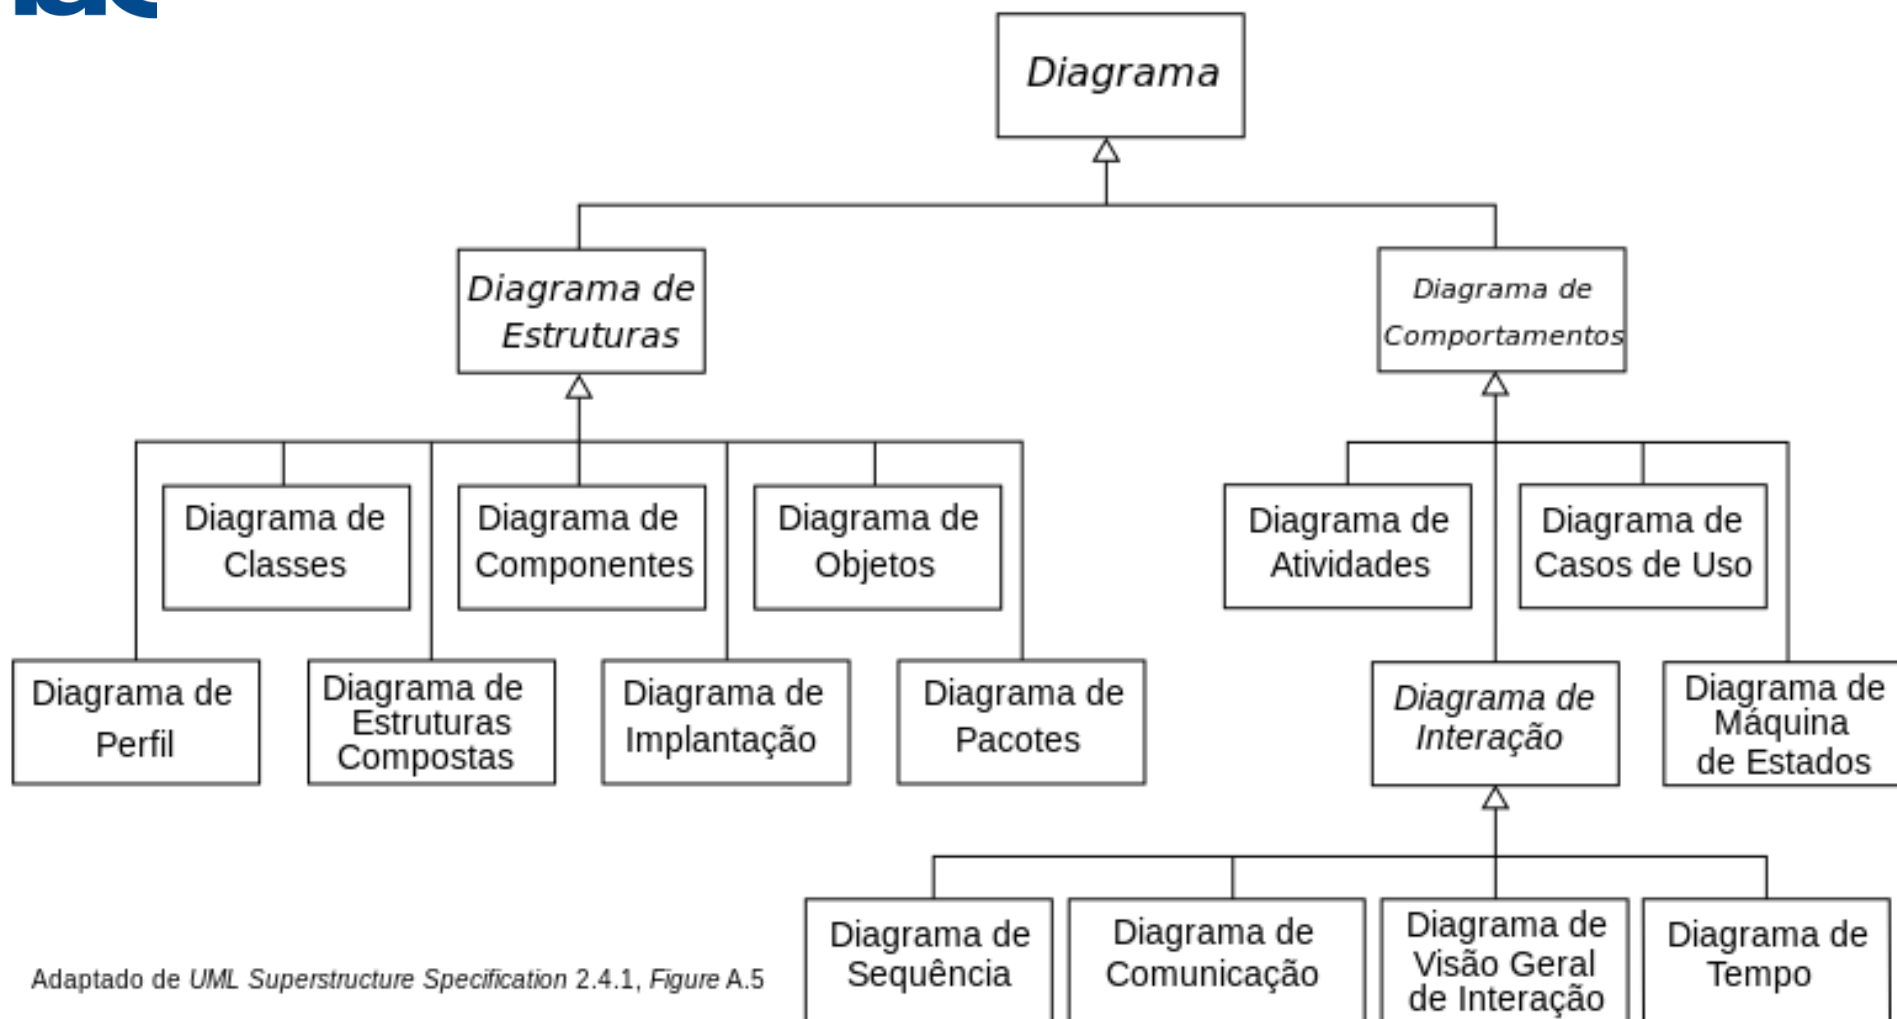 Diagrama
Diagrama de
Estruturas
Diagrama de
Comportamentos
Diagrama de
Classes
Diagrama de
Componentes
Diagrama de
Objetos
Diagrama de
Atividades
Diagrama de
Casos de Uso
Diagrama de
Perfil
Diagrama de
Estruturas
Compostas
Diagrama de
Implantação
Diagrama de
Pacotes
Diagrama de
Interação
Diagrama de
Máquina
de Estados
Diagrama de
Sequência
Diagrama de
Comunicação
Diagrama de
Visão Geral
de Interação
Diagrama de
Tempo
Adaptado de UML Superstructure Specification 2.4.1, Figure A.5